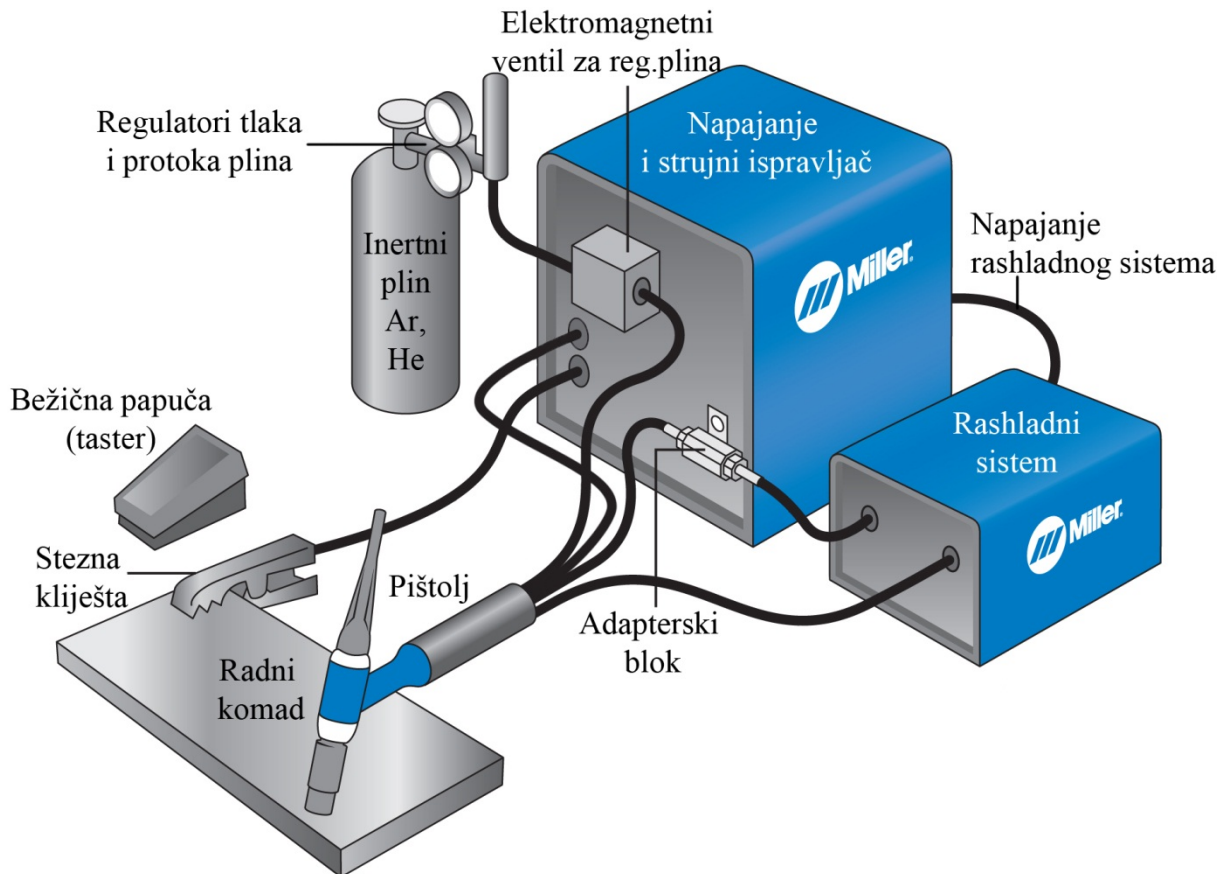 Elektromagnetni
ventil za reg.plina
Regulatori tlaka
i protoka plina
Napajanje
i strujni ispravljač
Napajanje
rashladnog sistema
Inertni
plin
Ar,
He
Miller®
Bežična papuča
(taster)
Rashladni
sistem
Miller®
Stezna
kliješta
Pištolj
Adapterski
blok
Radni
komad